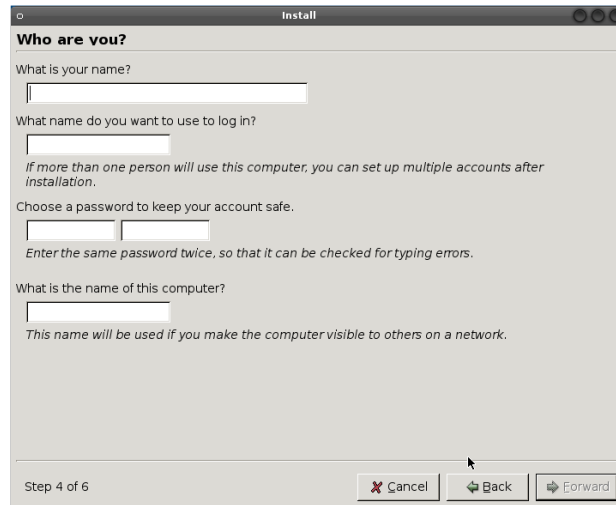 Install
Who are you?
What is your name?
What name do you want to use to log in?
If more than one person will use this computer, you can set up multiple accounts after
installation.
Choose a password to keep your account safe.
Enter the same password twice, so that it can be checked for typing errors.
What is the name of this computer?
This name will be used if you make the computer visible to others on a network.
Step 4 of 6
Cancel
Back
Forward